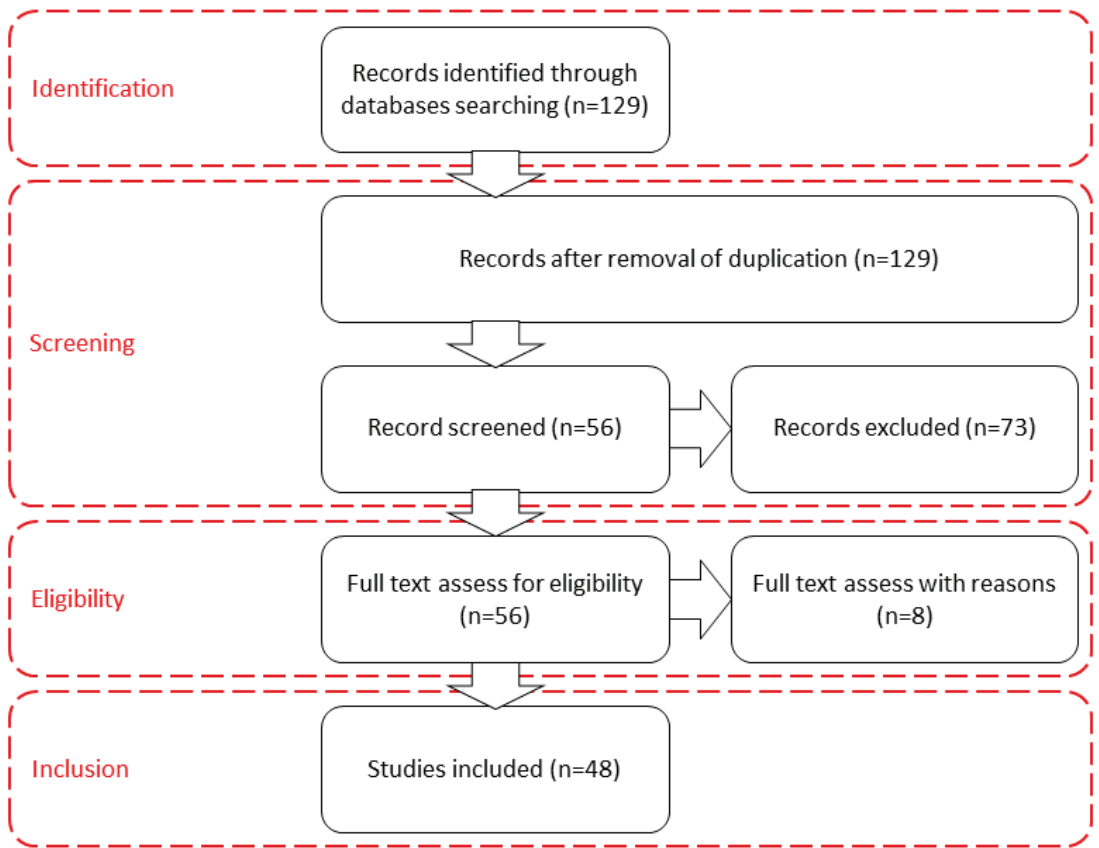 Identification
Records identified through
databases searching (n=129)
Records after removal of duplication (n=129)
Screening
Record screened (n=56)
Records excluded (n=73)
Eligibility
Full text assess for eligibility
(n=56)
Full text assess with reasons
(n=8)
Inclusion
Studies included (n=48)